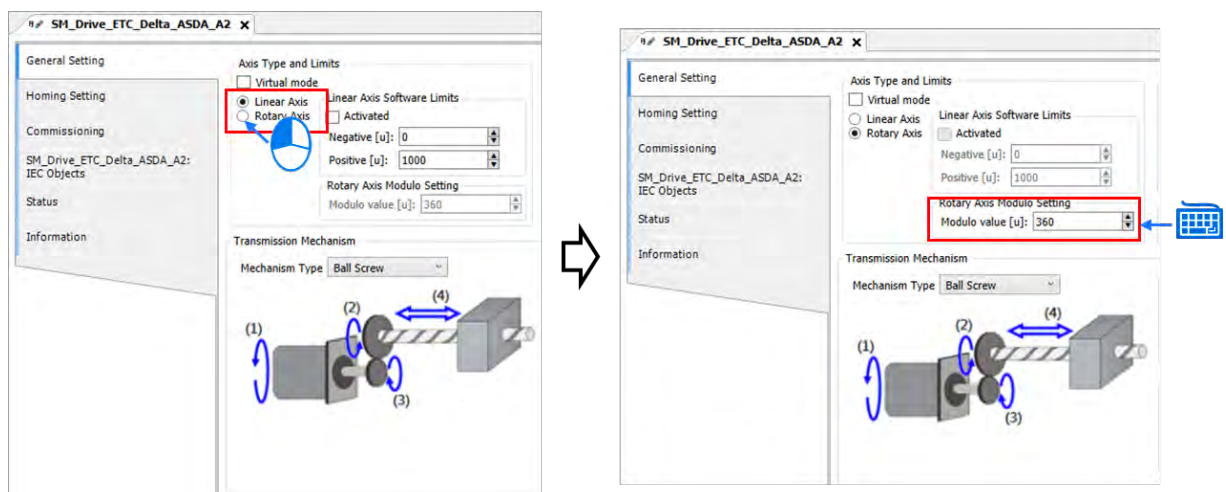 SM_Drive_ETC_Delta_ASDA_A2 X
General Setting
Homing Setting
Commissioning
SM_Drive_ETC_Delta_ASDA_A2:
IEC Objects
Status
Information
Axis Type and Limits
Virtual mode
Linear Axis
Rotary Axis
Linear Axis Software Limits
Activated
Negative [u]: 0
Positive [u]: 1000
Rotary Axis Modulo Setting
Modulo value [u]: 360
Transmission Mechanism
Mechanism Type Ball Screw
(1)
(2)
(4)
(3)
SM_Drive_ETC_Delta_ASDA_A2 X
General Setting
Homing Setting
Commissioning
SM_Drive_ETC_Delta_ASDA_A2:
IEC Objects
Status
Information
Axis Type and Limits
Virtual mode
Linear Axis
Rotary Axis
Linear Axis Software Limits
Activated
Negative [u]: 0
Positive [u]: 1000
Rotary Axis Modulo Setting
Modulo value [u]: 360
Transmission Mechanism
Mechanism Type Ball Screw
(1)
(2)
(4)
(3)